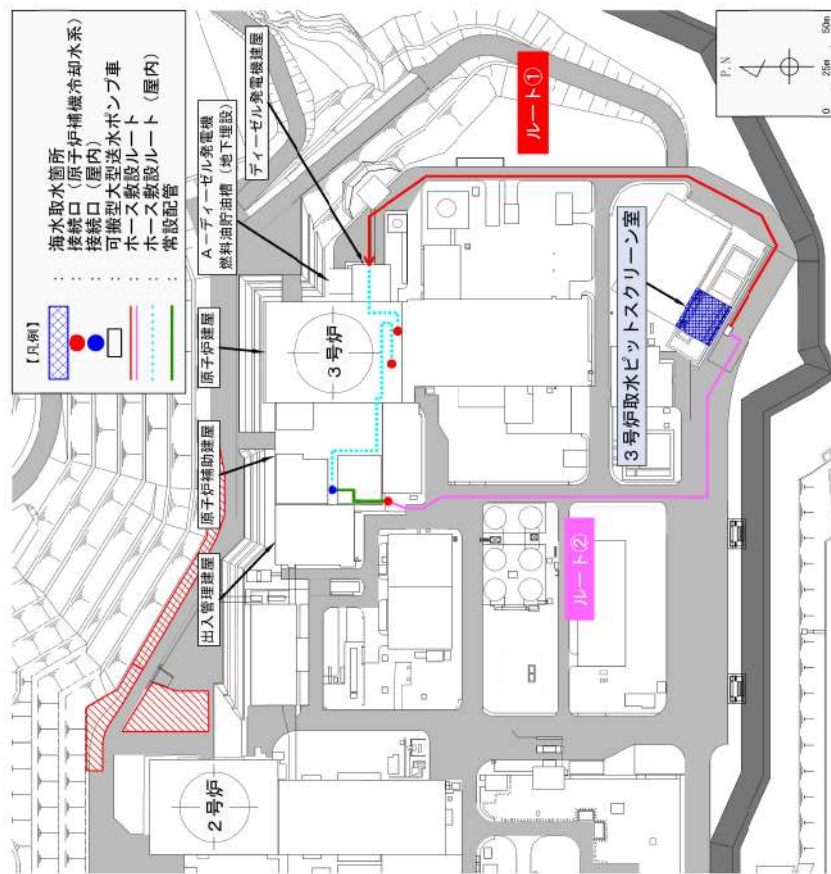 【凡例】
： 海水取水箇所
： 接続口（原子炉補機冷却水系）
： 接続口（屋内）
： 可搬型大型送水ポンプ車
： ホース敷設ルート
： ホース敷設ルート（屋内）
： 常設配管
原子炉建屋
A－ディーゼル発電機
燃料油貯油槽（地下埋設）
ディーゼル発電機建屋
原子炉補助建屋
出入管理建屋
3号炉
2号炉
ルート①
ルート②
3号炉取水ピットスクリーン室
P.N
0 25m 50m